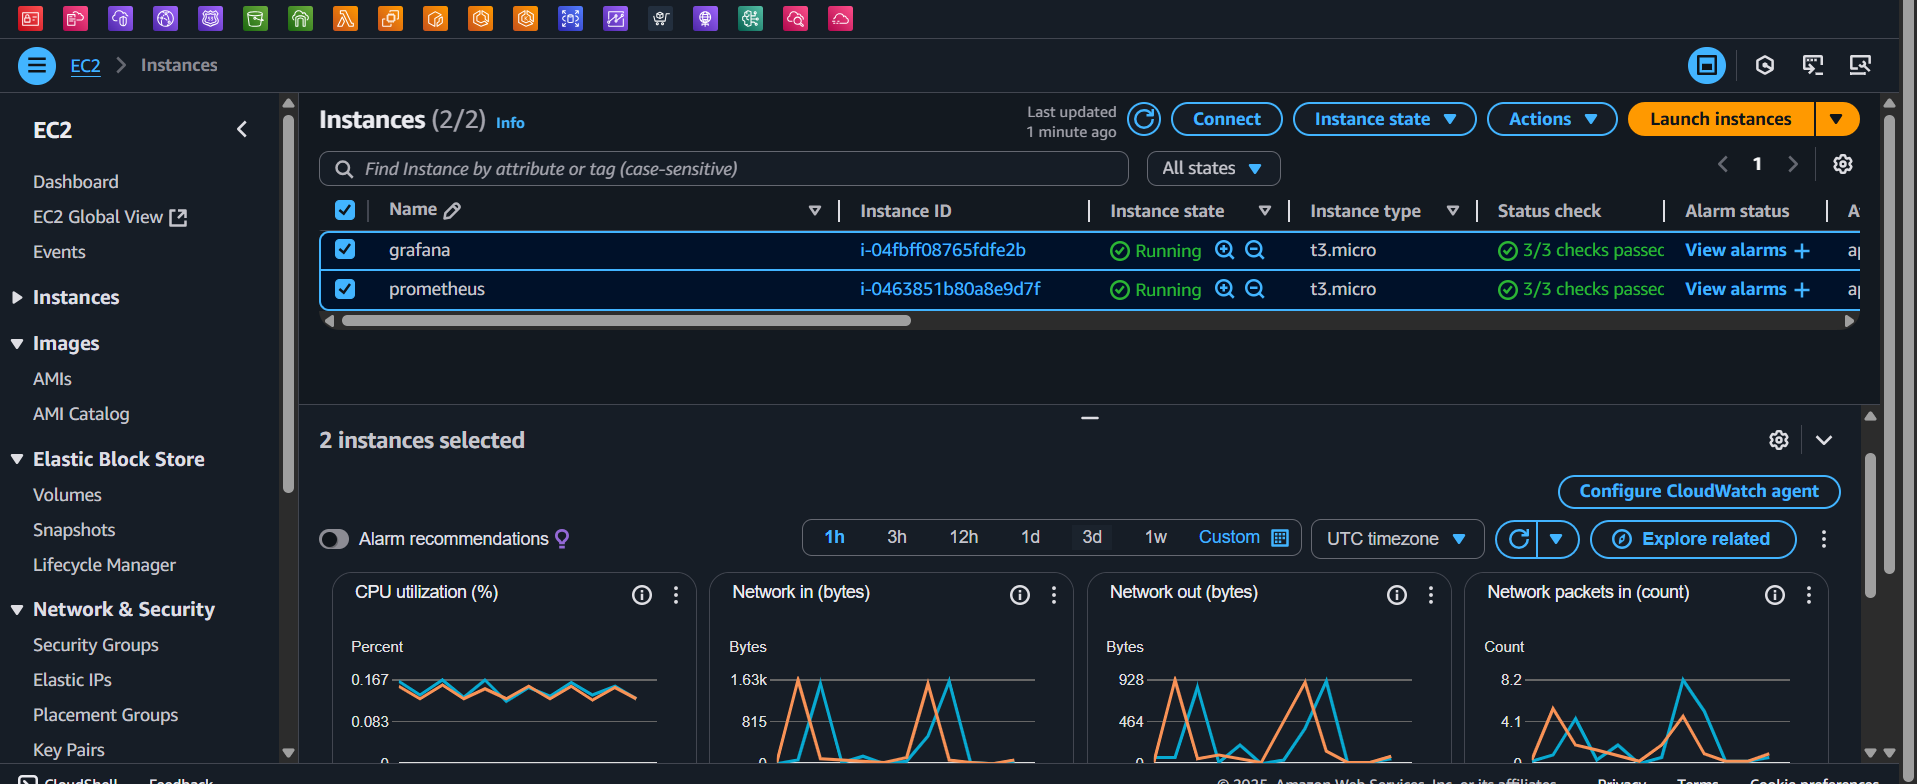 EC2 > Instances
EC2
Dashboard
EC2 Global View
Events
Instances
Images
AMIs
AMI Catalog
Elastic Block Store
Volumes
Snapshots
Lifecycle Manager
Network & Security
Security Groups
Elastic IPs
Placement Groups
Key Pairs
Instances (2/2) Info
Last updated
1 minute ago
Connect Instance state Actions Launch instances
Find Instance by attribute or tag (case-sensitive)
All states
1
Name Instance ID Instance state Instance type Status check Alarm status
grafana i-04fbff08765fdfe2b Running t3.micro 3/3 checks passed View alarms +
prometheus i-0463851b80a8e9d7f Running t3.micro 3/3 checks passed View alarms +
2 instances selected
Configure CloudWatch agent
Alarm recommendations
1h 3h 12h 1d 3d 1w Custom UTC timezone Explore related
CPU utilization (%)
Percent
0.167
0.083
0
Network in (bytes)
Bytes
1.63k
815
0
Network out (bytes)
Bytes
928
464
0
Network packets in (count)
Count
8.2
4.1
0
CloudShell Feedback
© 2025, Amazon Web Services, Inc. or its affiliates. Privacy Terms Cookie preferences